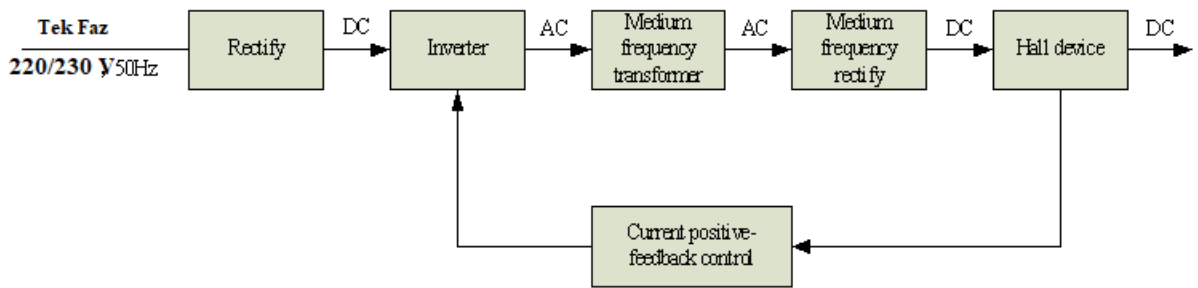 Tek Faz
220/230 V, 50Hz
Rectify
DC
Inverter
AC
Medium
frequency
transformer
AC
Medium
frequency
rectify
DC
Hall device
DC
Current positive-
feedback control